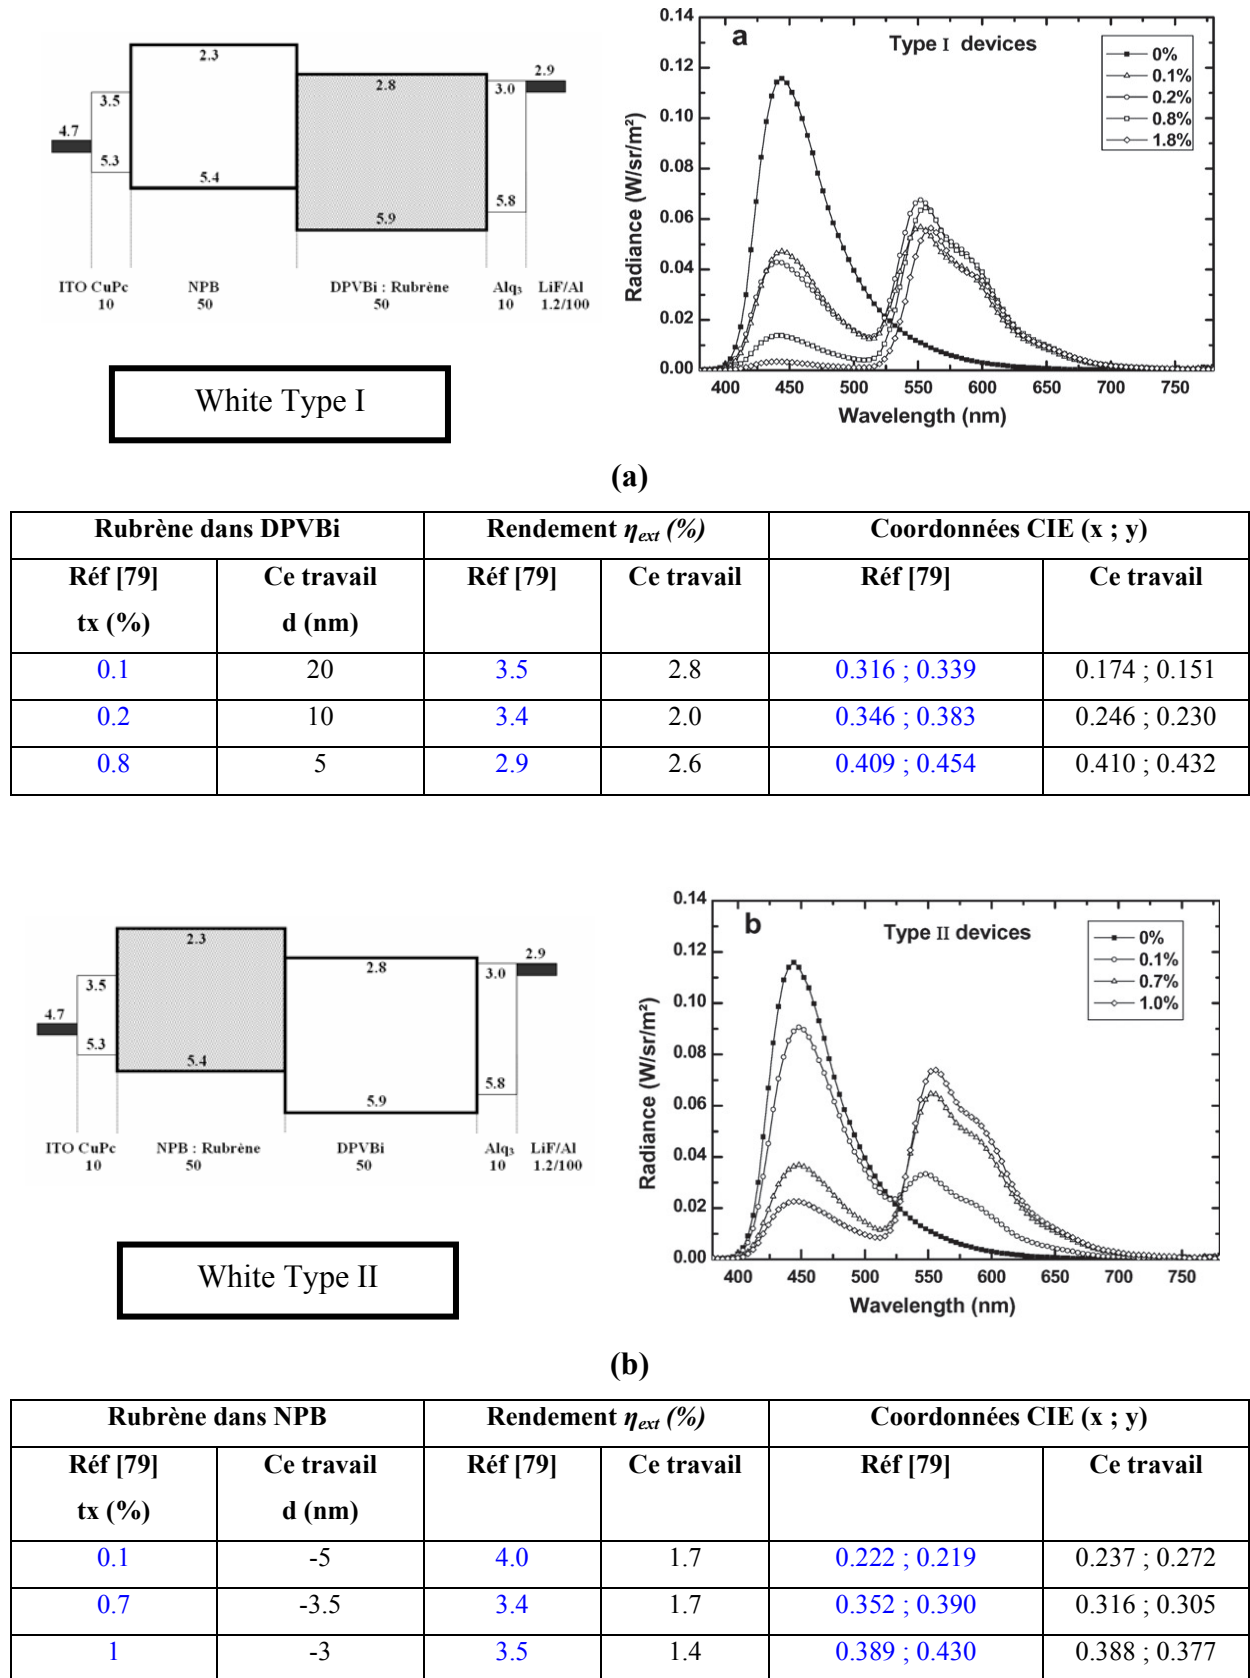 2.3
2.9
2.8
3.0
3.5
4.7
5.3
5.4
5.8
5.9
ITO CuPc NPB DPVBi : Rubrène Alq3 LiF/Al
10 50 50 10 1.2/100
White Type I
a Type I devices
0%
0.1%
0.2%
0.8%
1.8%
Radiance (W/sr/m²)
0.14
0.12
0.10
0.08
0.06
0.04
0.02
0.00
400 450 500 550 600 650 700 750
Wavelength (nm)
(a)
Rubrène dans DPVBi Rendement ηext (%) Coordonnées CIE (x ; y)
Réf [79] Ce travail Réf [79] Ce travail Réf [79] Ce travail
tx (%) d (nm)
0.1 20 3.5 2.8 0.316 ; 0.339 0.174 ; 0.151
0.2 10 3.4 2.0 0.346 ; 0.383 0.246 ; 0.230
0.8 5 2.9 2.6 0.409 ; 0.454 0.410 ; 0.432
2.3
2.9
2.8
3.0
3.5
4.7
5.3
5.4
5.8
5.9
ITO CuPc NPB : Rubrène DPVBi Alq3 LiF/Al
10 50 50 10 1.2/100
White Type II
b Type II devices
0%
0.1%
0.7%
1.0%
Radiance (W/sr/m²)
0.14
0.12
0.10
0.08
0.06
0.04
0.02
0.00
400 450 500 550 600 650 700 750
Wavelength (nm)
(b)
Rubrène dans NPB Rendement ηext (%) Coordonnées CIE (x ; y)
Réf [79] Ce travail Réf [79] Ce travail Réf [79] Ce travail
tx (%) d (nm)
0.1 -5 4.0 1.7 0.222 ; 0.219 0.237 ; 0.272
0.7 -3.5 3.4 1.7 0.352 ; 0.390 0.316 ; 0.305
1 -3 3.5 1.4 0.389 ; 0.430 0.388 ; 0.377